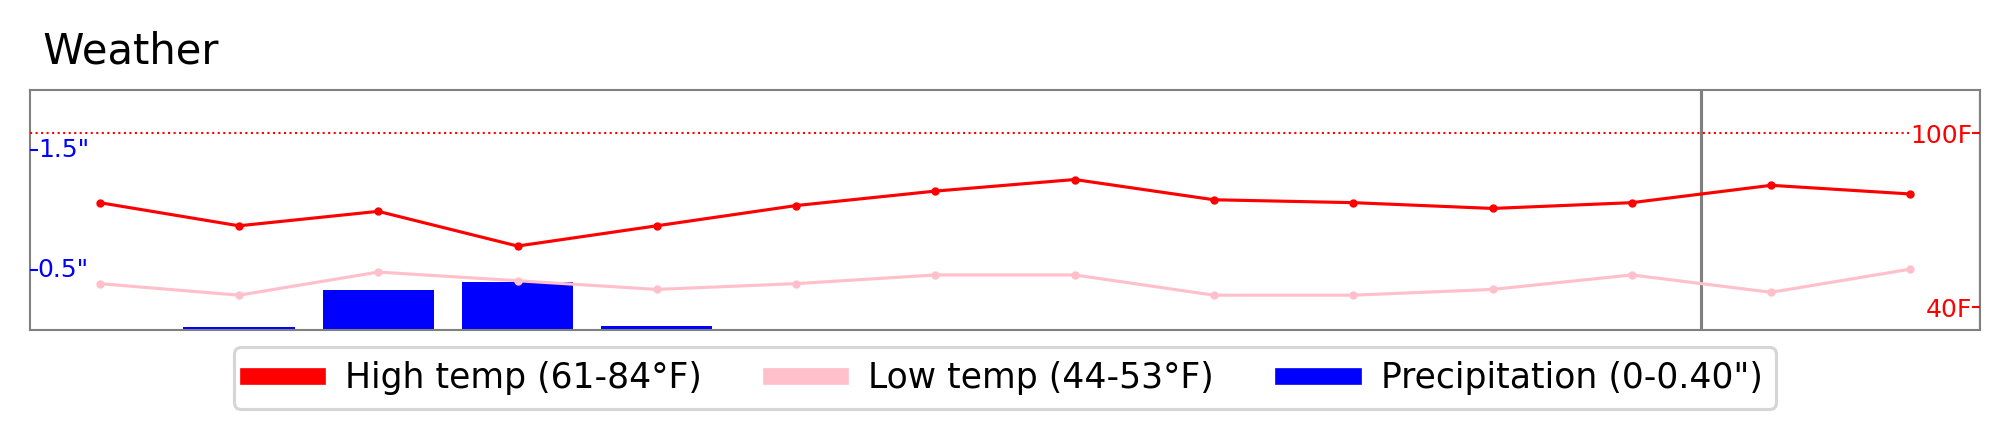 Weather
1.5"
100F
0.5"
40F
High temp (61-84°F)
Low temp (44-53°F)
Precipitation (0-0.40")